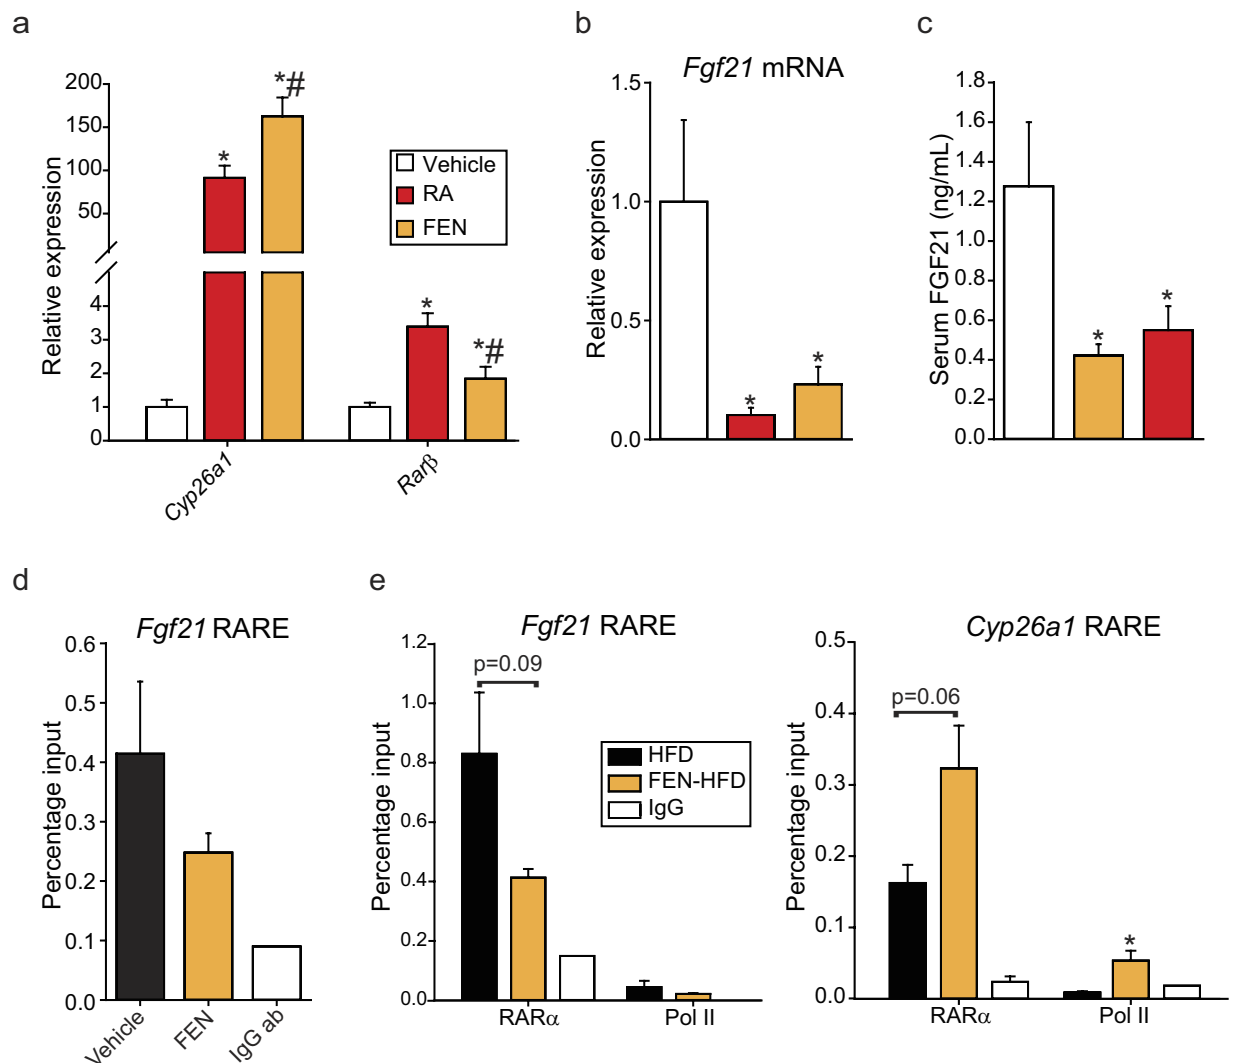 a
Relative expression
200
150
100
50
4
3
2
1
0
*
*#
*
*#
Cyp26a1
Rarβ
Vehicle
RA
FEN
b
Fgf21 mRNA
Relative expression
1.5
1.0
0.5
0.0
*
*
c
Serum FGF21 (ng/mL)
1.8
1.6
1.4
1.2
1.0
0.8
0.6
0.4
0.2
0.0
*
*
d
Fgf21 RARE
Percentage input
0.6
0.5
0.4
0.3
0.2
0.1
0.0
Vehicle
FEN
IgG ab
e
Fgf21 RARE
Percentage input
1.2
1.0
0.8
0.6
0.4
0.2
0.0
p=0.09
RARα
Pol II
HFD
FEN-HFD
IgG
Cyp26a1 RARE
Percentage input
0.5
0.4
0.3
0.2
0.1
0.0
p=0.06
*
RARα
Pol II